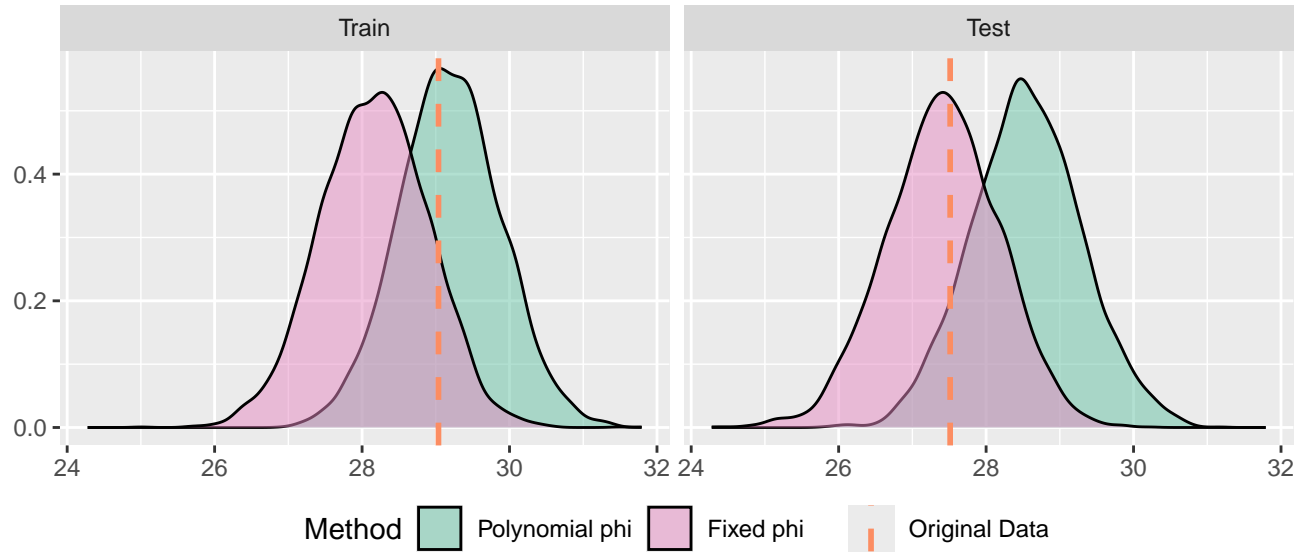 Train Test
0.4
0.2
0.0
24 26 28 30 32 24 26 28 30 32
Method Polynomial phi Fixed phi Original Data